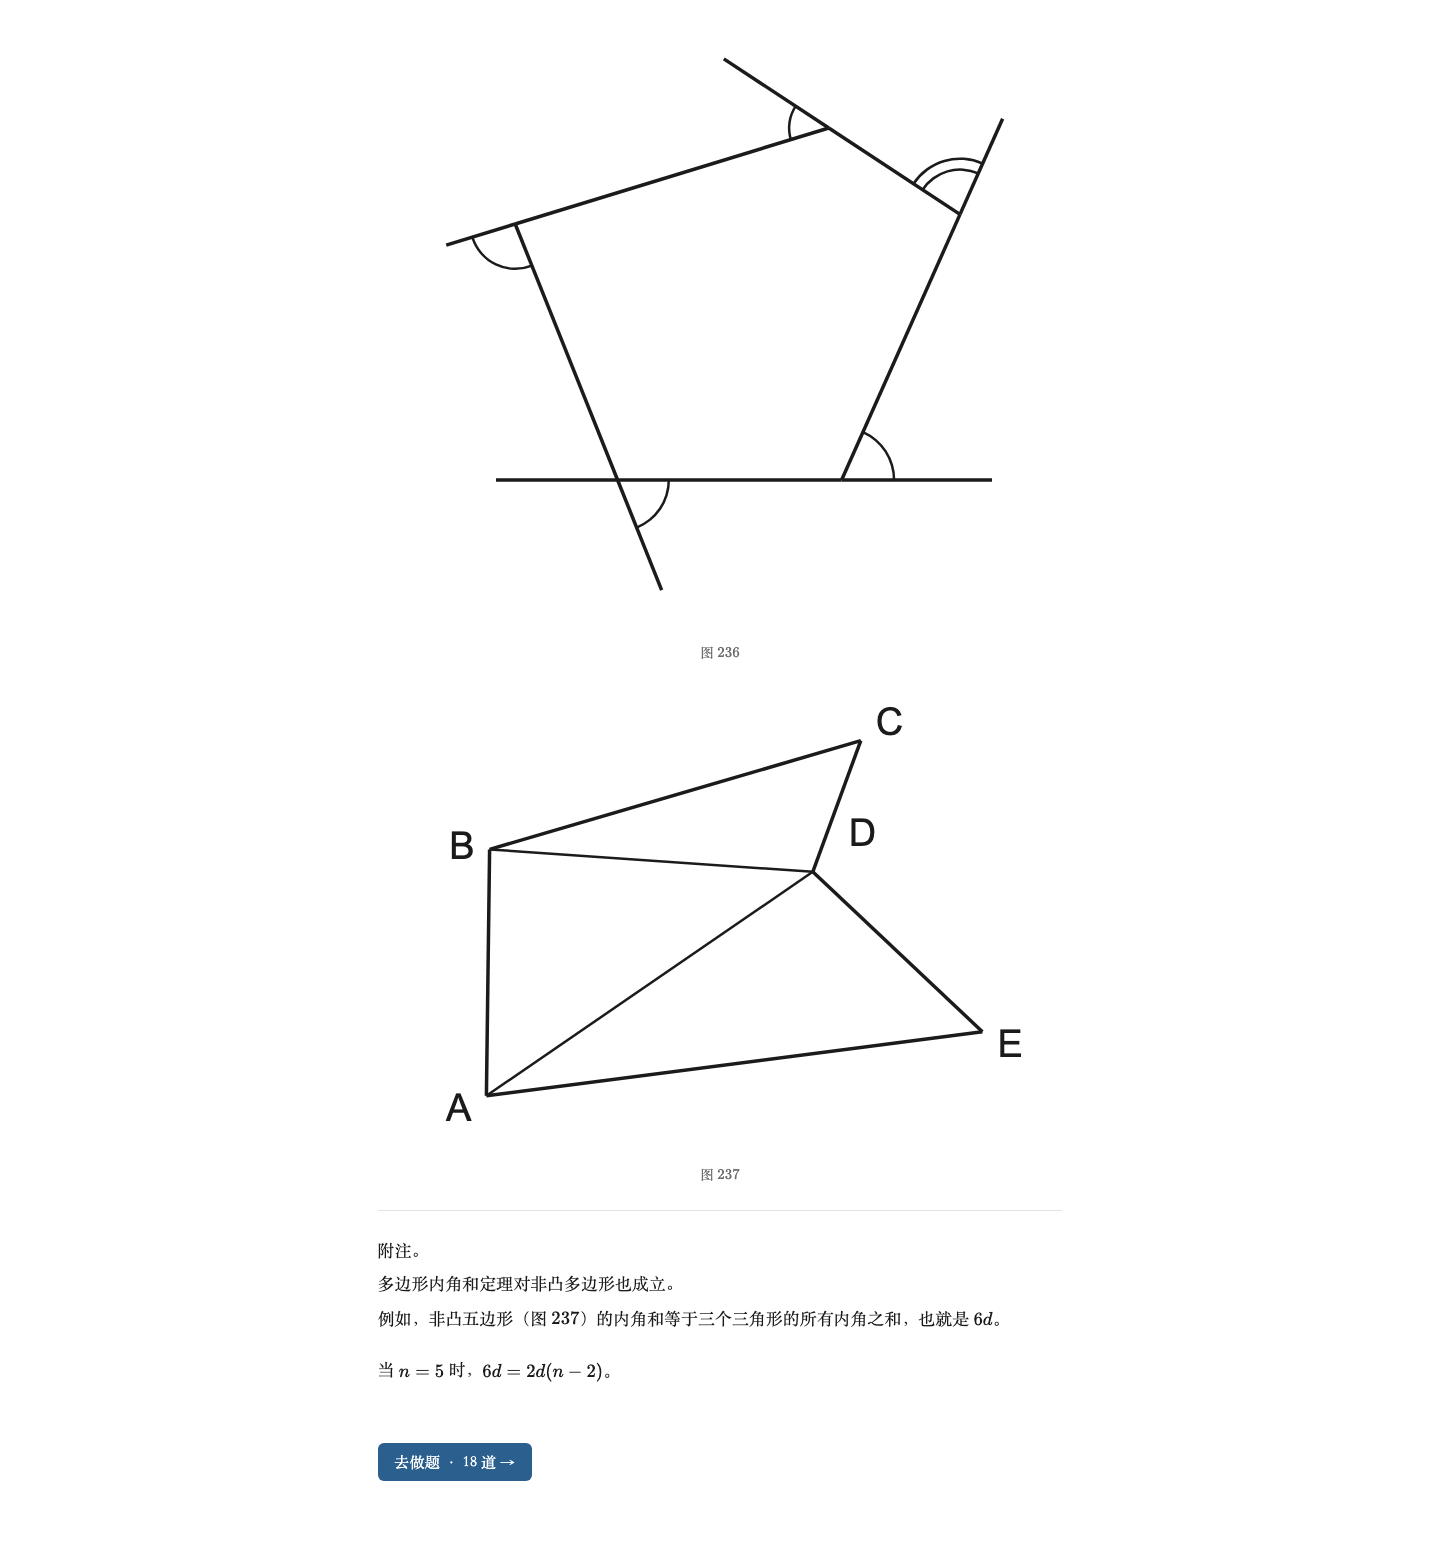 图 236
C
B
D
E
A
图 237
附注。
多边形内角和定理对非凸多边形也成立。
例如，非凸五边形（图 237）的内角和等于三个三角形的所有内角之和，也就是 6d。
当 n = 5 时，6d = 2d(n − 2)。
去做题 · 18 道 →